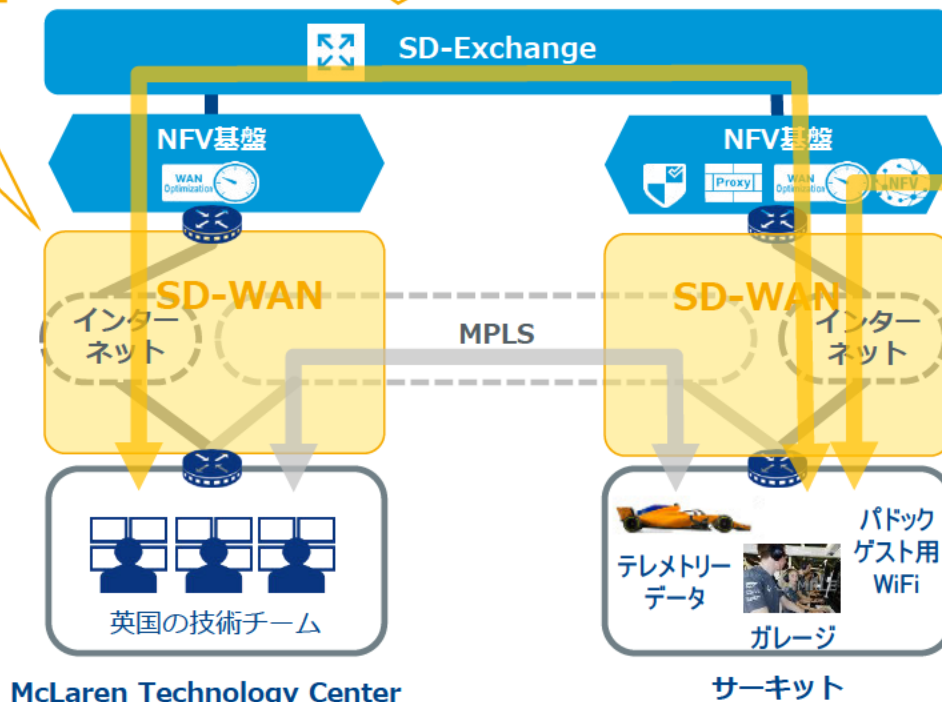 SD-Exchange
NFV基盤
WAN
Optimization
NFV基盤
Proxy
WAN
Optimization
NFV
SD-WAN
インター
ネット
MPLS
SD-WAN
インター
ネット
英国の技術チーム
テレメトリー
データ
ガレージ
パドック
ゲスト用
WiFi
McLaren Technology Center
サーキット